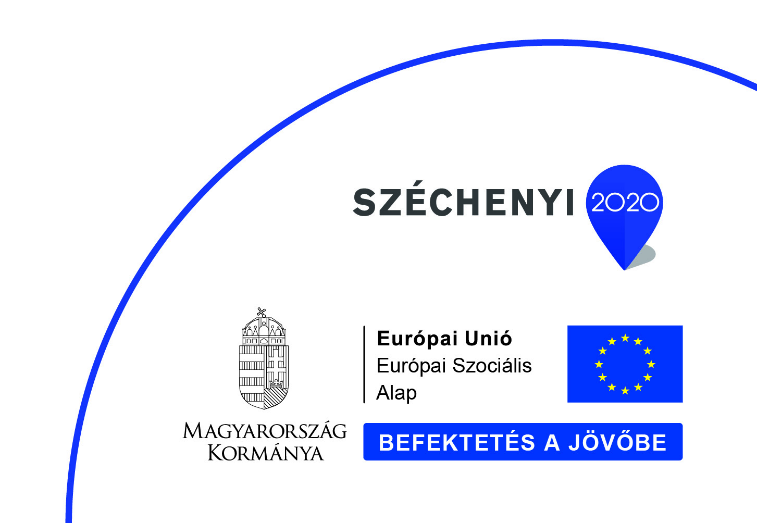 SZÉCHENYI 2020
Európai Unió
Európai Szociális
Alap
MAGYARORSZÁG
KORMÁNYA
BEFEKTETÉS A JÖVŐBE